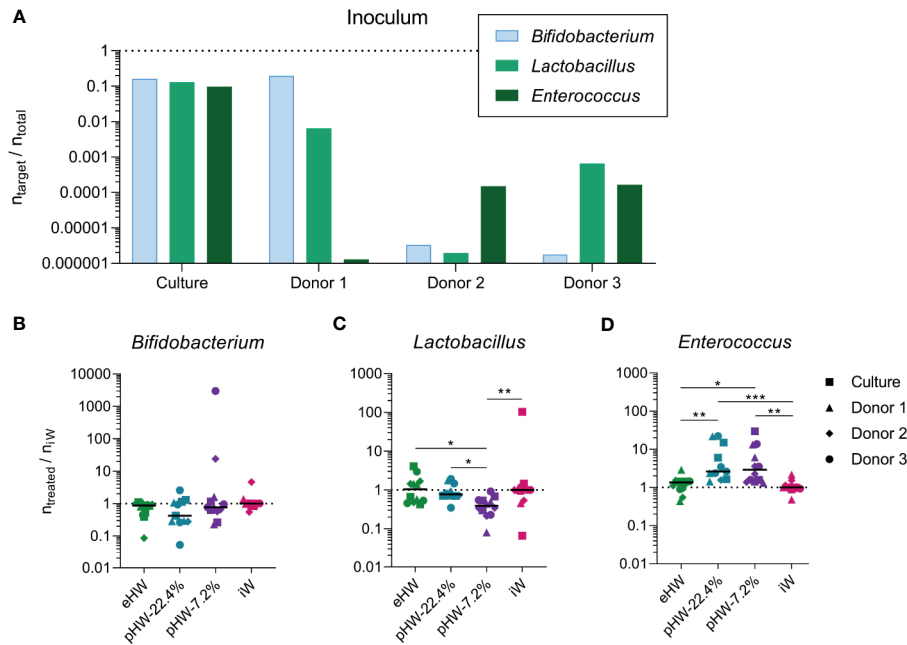 A
Inoculum
Bifidobacterium
Lactobacillus
Enterococcus
n_target / n_total
1
0.1
0.01
0.001
0.0001
0.00001
0.000001
Culture
Donor 1
Donor 2
Donor 3
B
Bifidobacterium
n_Treated / n_iW
10000
1000
100
10
1
0.1
0.01
eHW
pHW-22.4%
pHW-7.2%
iW
C
Lactobacillus
1000
100
10
1
0.1
0.01
**
*
*
eHW
pHW-22.4%
pHW-7.2%
iW
D
Enterococcus
1000
100
10
1
0.1
0.01
*
***
**
**
eHW
pHW-22.4%
pHW-7.2%
iW
Culture
Donor 1
Donor 2
Donor 3